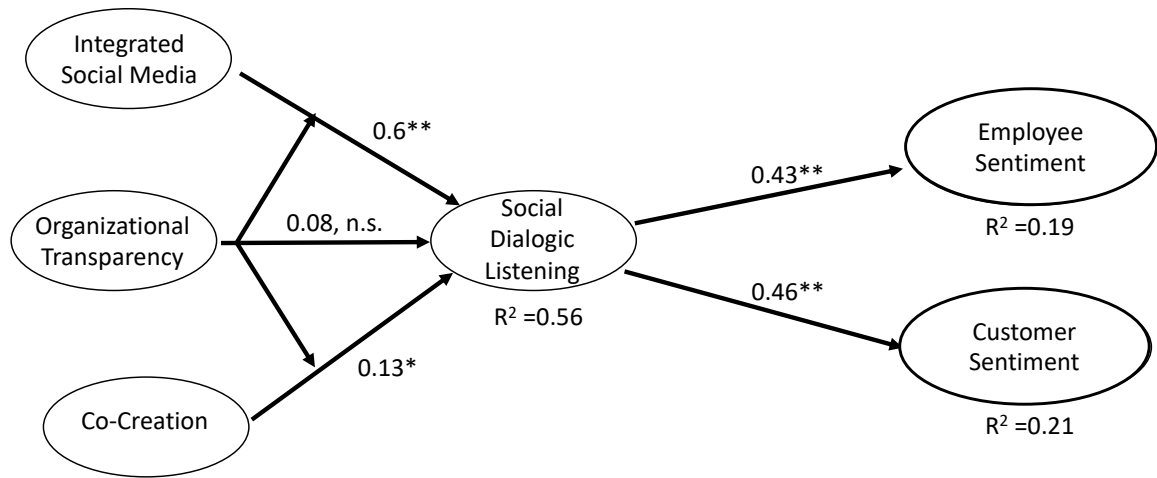 Integrated
Social Media
0.6**
Organizational
Transparency
0.08, n.s.
Co-Creation
0.13*
Social
Dialogic
Listening
R² =0.56
0.43**
Employee
Sentiment
R² =0.19
0.46**
Customer
Sentiment
R² =0.21